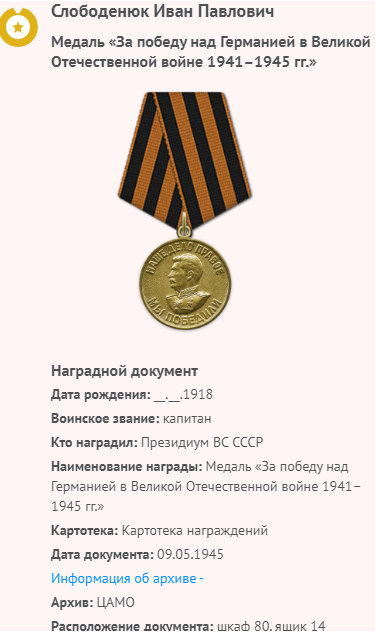 Слободенюк Иван Павлович
Медаль «За победу над Германией в Великой
Отечественной войне 1941–1945 гг.»
НАШЕ ДЕЛО ПРАВОЕ
МЫ ПОБЕДИЛИ
Наградной документ
Дата рождения: __.__.1918
Воинское звание: капитан
Кто наградил: Президиум ВС СССР
Наименование награды: Медаль «За победу над
Германией в Великой Отечественной войне 1941–
1945 гг.»
Картотека: Картотека награждений
Дата документа: 09.05.1945
Информация об архиве -
Архив: ЦАМО
Расположение документа: шкаф 80, ящик 14